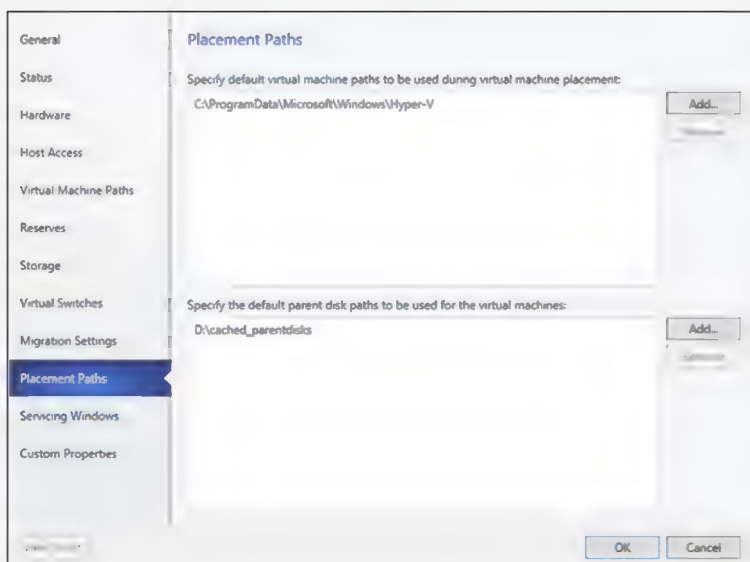 General
Status
Hardware
Host Access
Virtual Machine Paths
Reserves
Storage
Virtual Switches
Migration Settings
Placement Paths
Servicing Windows
Custom Properties
Placement Paths
Specify default virtual machine paths to be used during virtual machine placement:
C:\ProgramData\Microsoft\Windows\Hyper-V
Add...
Specify the default parent disk paths to be used for the virtual machines:
D:\cached_parentdisks
Add...
OK
Cancel